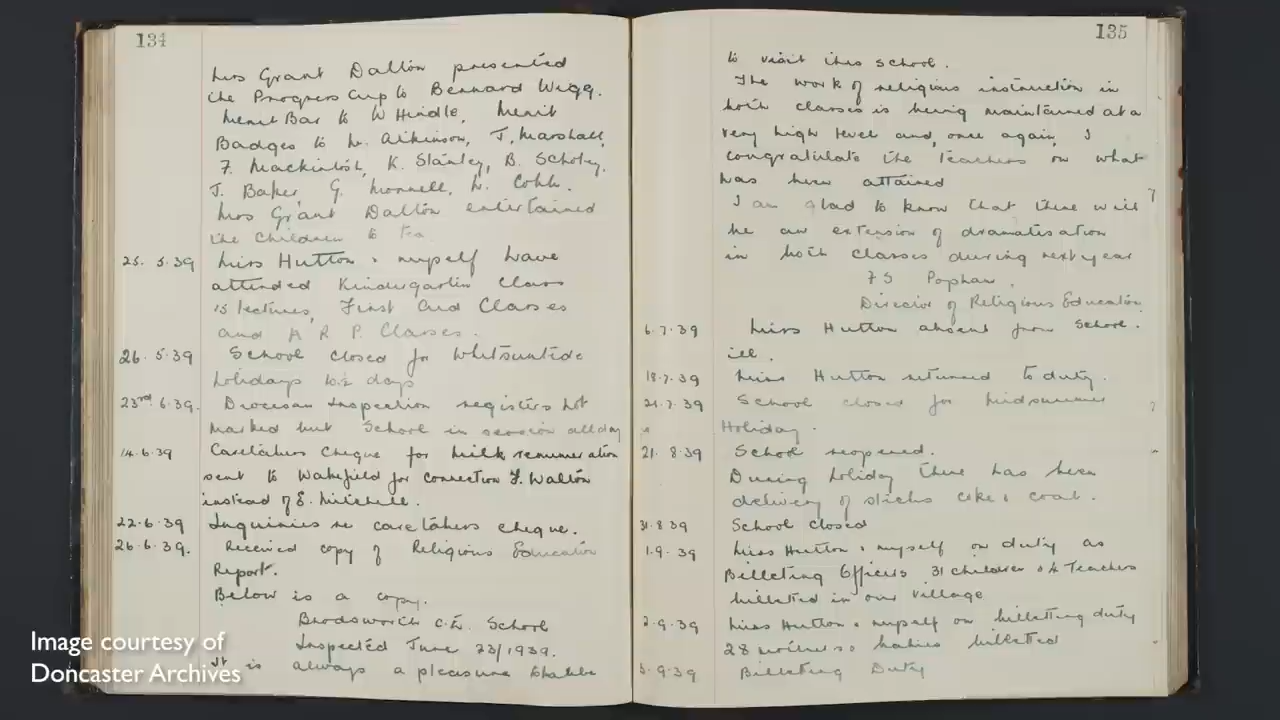 134
Mrs Grant Dalton presented
the Progress Cup to Bernard Wigg.
Merit Bar to W Hindle, Merit
Badges to Atkinson, J. Marshall,
F. Mackintosh, K. Stanley, B. Scholey,
J. Baker, G. Monnell, Cobb.
Mrs Grant Dalton entertained
the children to tea
25. 5.39 Miss Hutton & myself have
attended Kindergarten Class
15 lectures, First Aid Classes
and A R P Classes.
26.5.39 School closed for Whitsuntide
holidays days
23rd 6.39. Diocesan Inspection registers not
marked but School in session all day
14.6.39 Caretakers cheque for milk remuneration
sent to Wakefield for correction F. Walton
instead of E. Mitchell.
22.6.39 Inquiries re caretakers cheque.
26.6.39. Received copy of Religious Education
Report.
Below is a copy.
Brodsworth C.E. School
Inspected June 23/1939.
It is always a pleasure
135
to visit this school.
The work of religious instruction in
both classes is being maintained at a
very high level and, once again, I
congratulate the teachers on what
has been attained
I am glad to know that there will
be an extension of dramatisation
in both classes during next year
F S Popham.
Director of Religious Education
6.7.39 Miss Hutton absent from School.
ill.
18.7.39 Miss Hutton returned to duty.
21.7.39 School closed for midsummer
Holiday.
21. 8.39 School reopened.
During holiday there has been
delivery of sticks coke & coal.
31.8.39 School closed
1.9.39 Miss Hutton & myself on duty as
Billeting Officers 31 children & 4 Teachers
billeted in our village
2.9.39 Miss Hutton & myself on billetting duty
28 mothers & babies billeted
3.9.39 Billeting Duty
Image courtesy of
Doncaster Archives